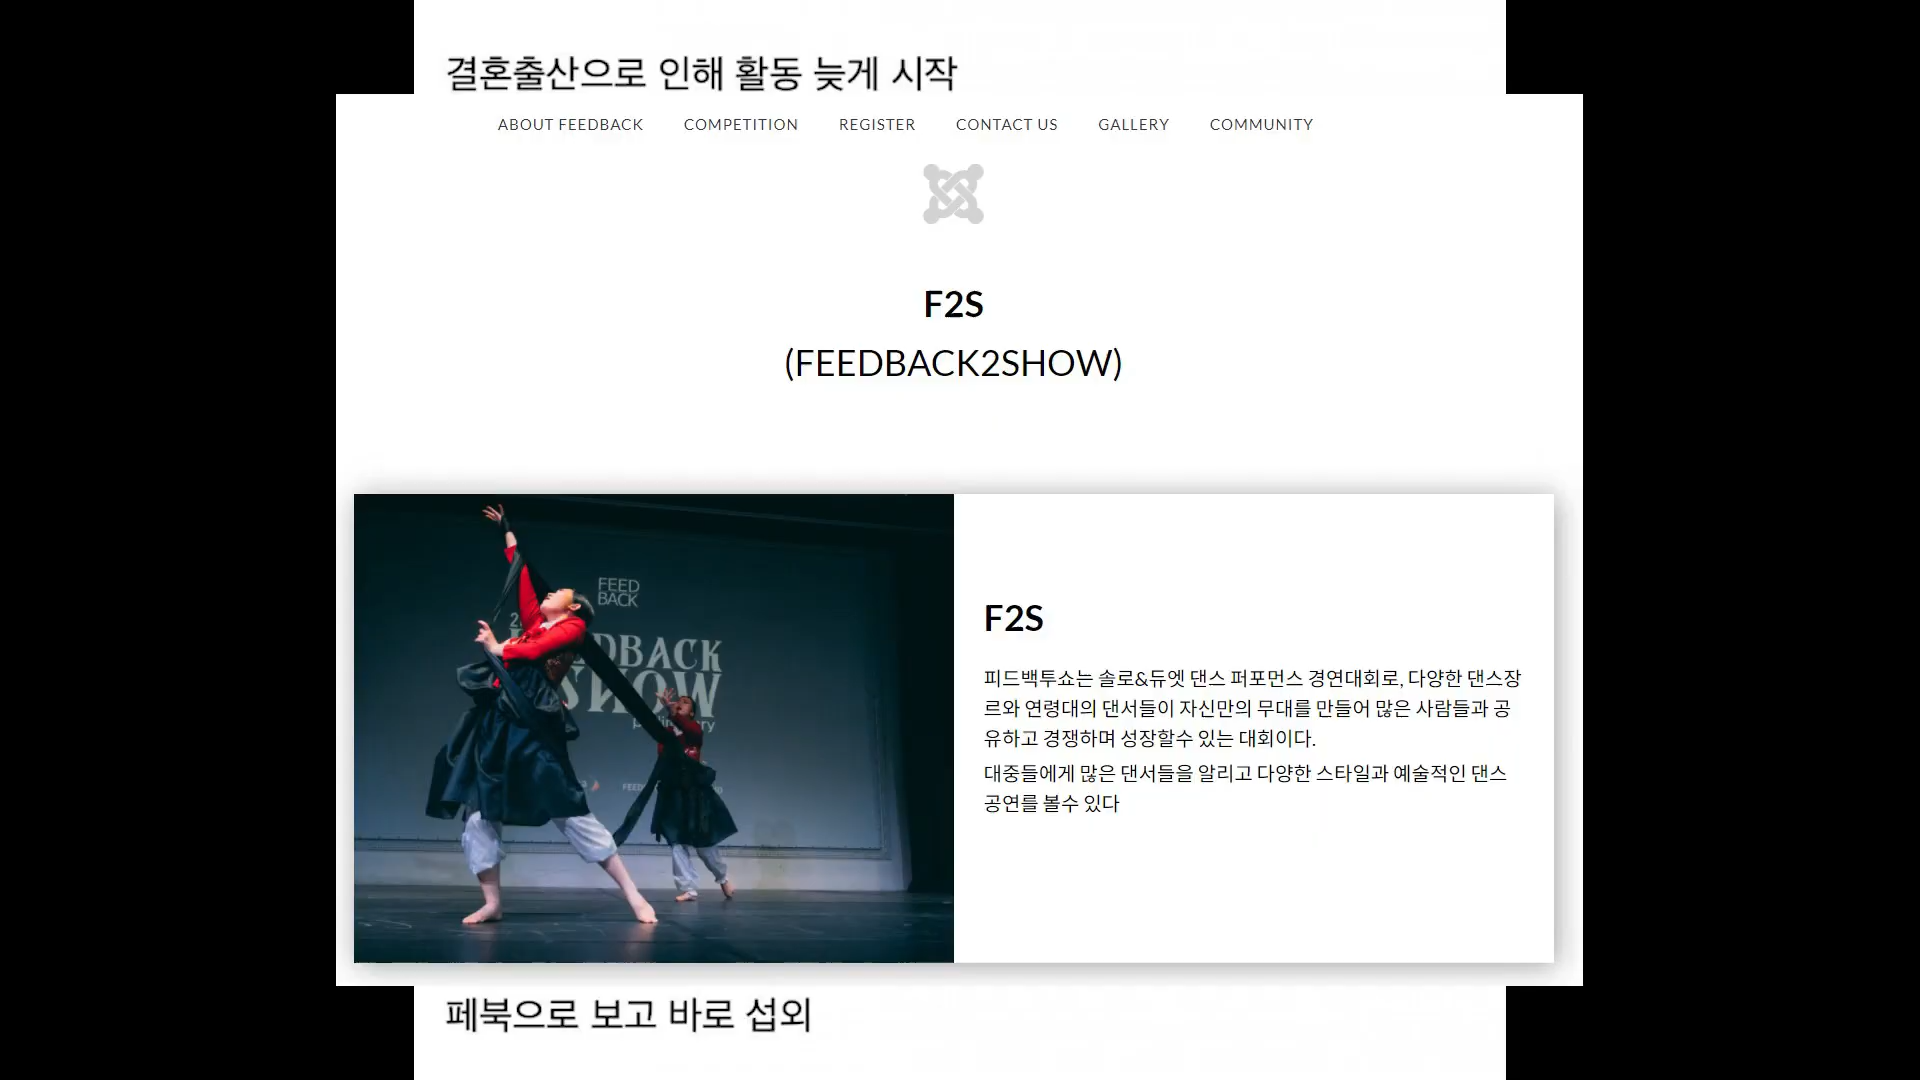 결혼출산으로 인해 활동 늦게 시작
ABOUT FEEDBACK COMPETITION REGISTER CONTACT US GALLERY COMMUNITY
F2S
(FEEDBACK2SHOW)
FEED
BACK
SHOW
F2S
피드백투쇼는 솔로&듀엣 댄스 퍼포먼스 경연대회로, 다양한 댄스장
르와 연령대의 댄서들이 자신만의 무대를 만들어 많은 사람들과 공
유하고 경쟁하며 성장할수 있는 대회이다.
대중들에게 많은 댄서들을 알리고 다양한 스타일과 예술적인 댄스
공연를 볼수 있다
페북으로 보고 바로 섭외